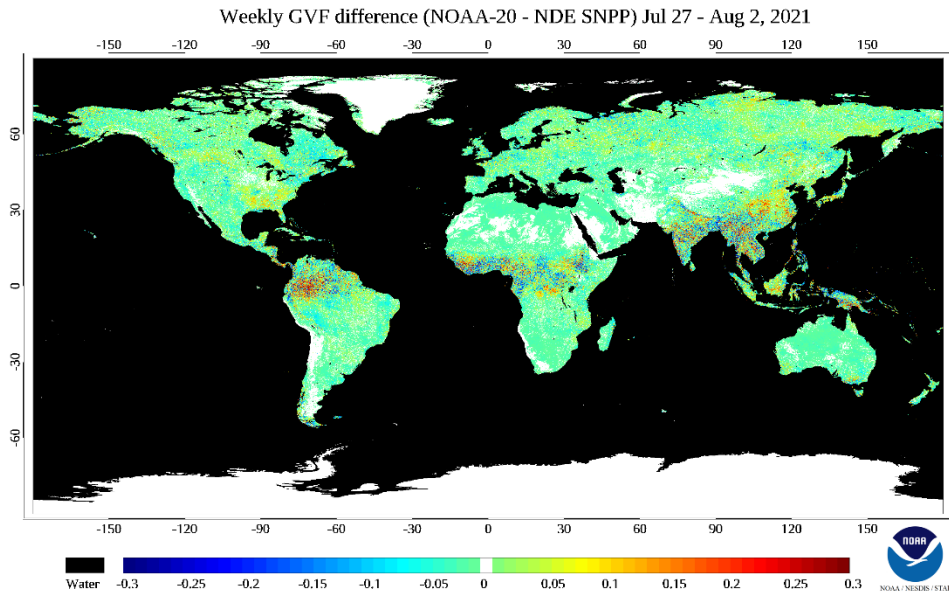 Weekly GVF difference (NOAA-20 - NDE SNPP) Jul 27 - Aug 2, 2021
-150 -120 -90 -60 -30 0 30 60 90 120 150
60
30
0
-30
-60
-150 -120 -90 -60 -30 0 30 60 90 120 150
NOAA
Water -0.3 -0.25 -0.2 -0.15 -0.1 -0.05 0 0.05 0.1 0.15 0.2 0.25 0.3
NOAA / NESDIS / STAR